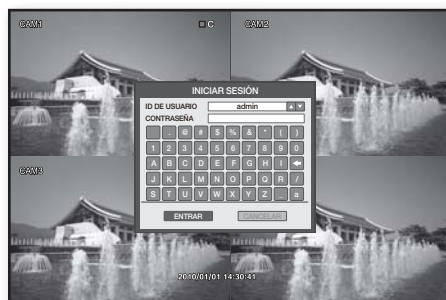 CAM1 C CAM2
INICIAR SESIÓN
ID DE USUARIO admin
CONTRASEÑA
. @ # $ % & * ( )
1 2 3 4 5 6 7 8 9 0
A B C D E F G H I
J K L M N O P Q R /
S T U V W X Y Z _ a
ENTRAR CANCELAR
CAM3
2010/01/01 14:30:41